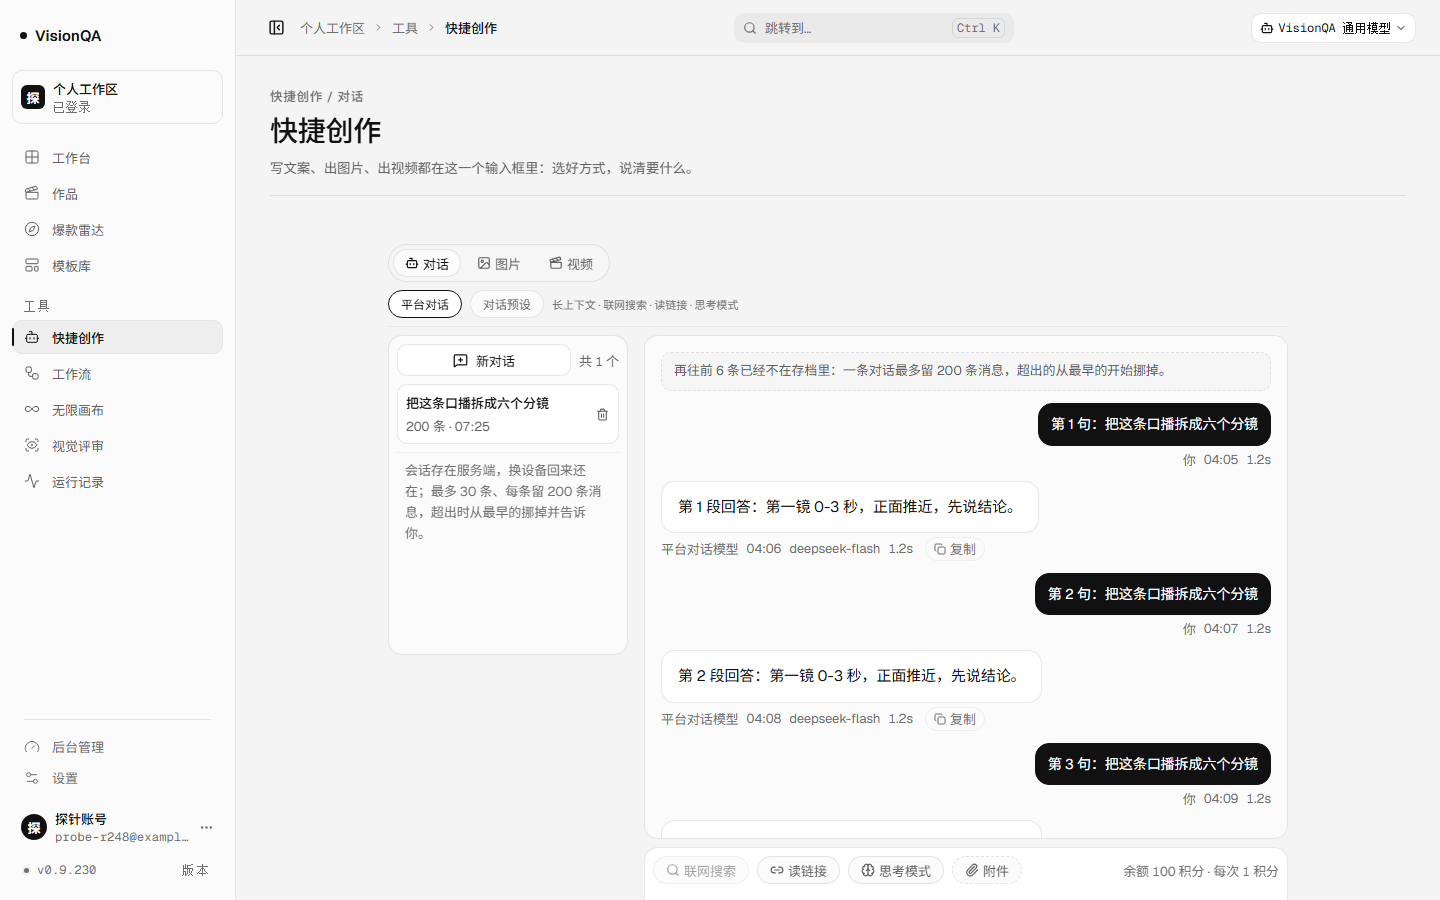 VisionQA
探 个人工作区
已登录
工作台
作品
爆款雷达
模板库
工具
快捷创作
工作流
无限画布
视觉评审
运行记录
后台管理
设置
探 探针账号
probe-r248@exampl…
v0.9.230 版本
个人工作区 > 工具 > 快捷创作
跳转到… Ctrl K
VisionQA 通用模型
快捷创作 / 对话
快捷创作
写文案、出图片、出视频都在这一个输入框里：选好方式，说清要什么。
对话 图片 视频
平台对话 对话预设 长上下文 · 联网搜索 · 读链接 · 思考模式
新对话 共 1 个
把这条口播拆成六个分镜
200 条 · 07:25
会话存在服务端，换设备回来还
在；最多 30 条、每条留 200 条消
息，超出时从最早的挪掉并告诉
你。
再往前 6 条已经不在存档里：一条对话最多留 200 条消息，超出的从最早的开始挪掉。
第 1 句：把这条口播拆成六个分镜
你 04:05 1.2s
第 1 段回答：第一镜 0-3 秒，正面推近，先说结论。
平台对话模型 04:06 deepseek-flash 1.2s 复制
第 2 句：把这条口播拆成六个分镜
你 04:07 1.2s
第 2 段回答：第一镜 0-3 秒，正面推近，先说结论。
平台对话模型 04:08 deepseek-flash 1.2s 复制
第 3 句：把这条口播拆成六个分镜
你 04:09 1.2s
联网搜索 读链接 思考模式 附件 余额 100 积分 · 每次 1 积分